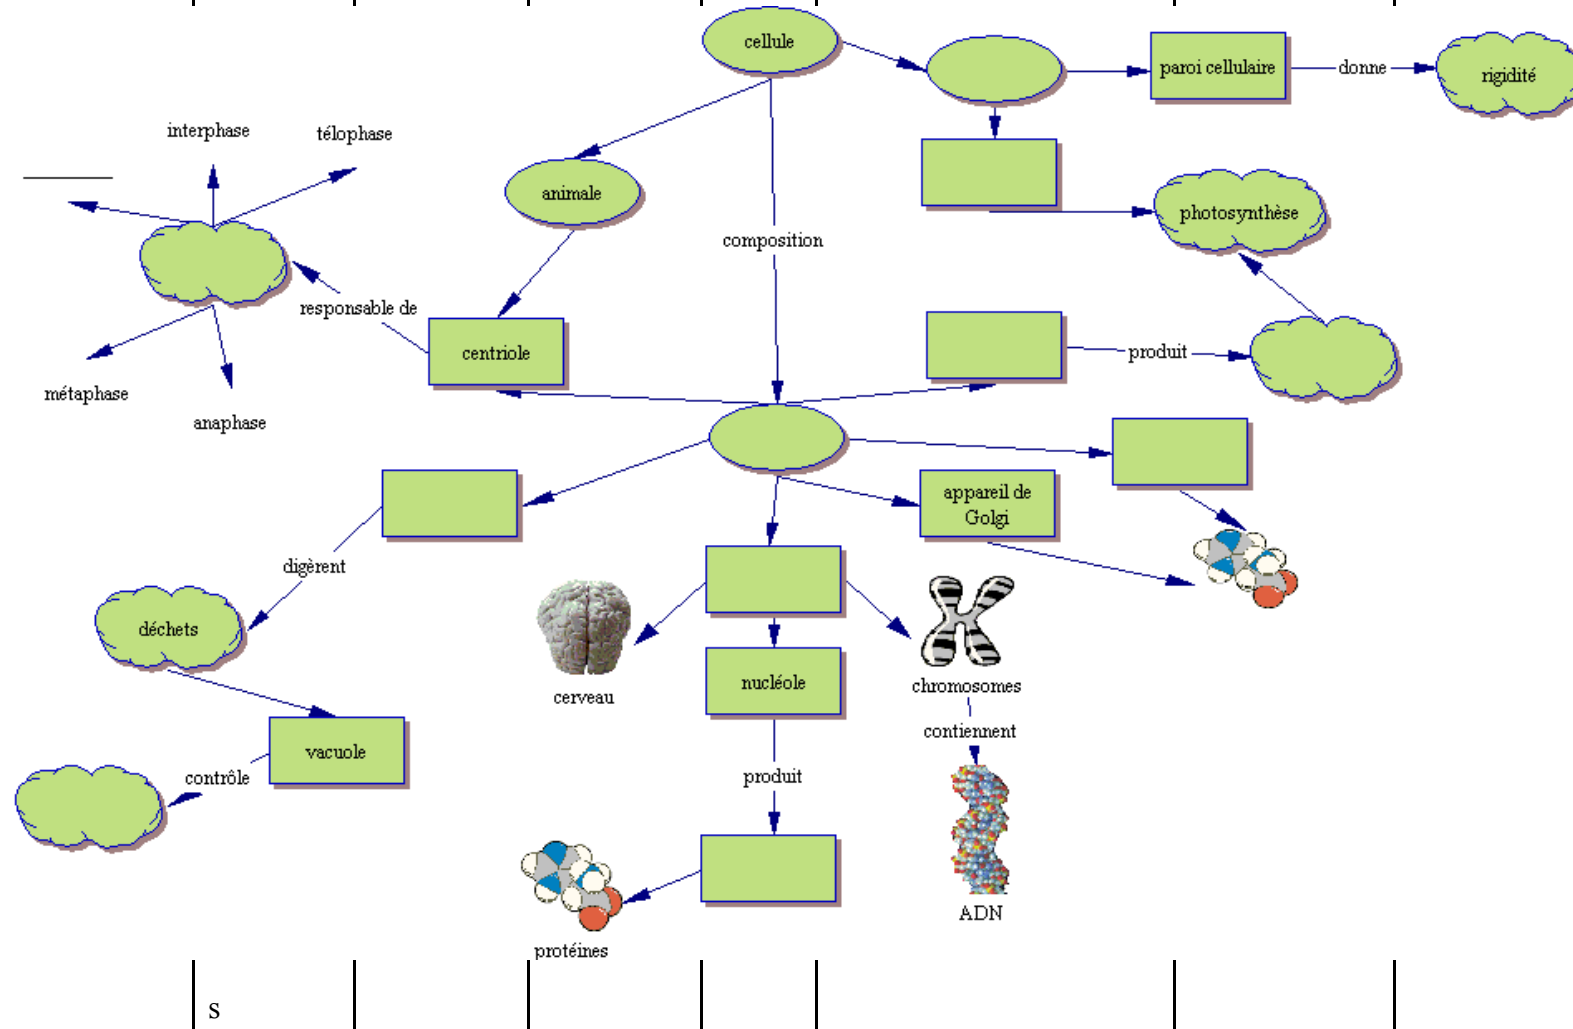 cellule
paroi cellulaire
donne
rigidité
interphase
télophase
animale
photosynthèse
composition
responsable de
centriole
produit
métaphase
anaphase
appareil de
Golgi
digèrent
déchets
cerveau
nucléole
chromosomes
contiennent
vacuole
contrôle
produit
ADN
protéines
s